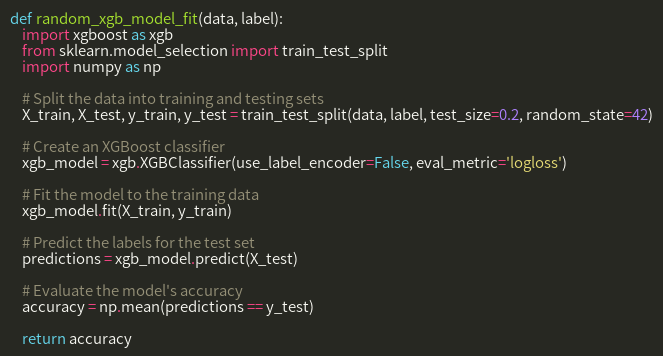 def random_xgb_model_fit(data, label):
    import xgboost as xgb
    from sklearn.model_selection import train_test_split
    import numpy as np

    # Split the data into training and testing sets
    X_train, X_test, y_train, y_test = train_test_split(data, label, test_size=0.2, random_state=42)

    # Create an XGBoost classifier
    xgb_model = xgb.XGBClassifier(use_label_encoder=False, eval_metric='logloss')

    # Fit the model to the training data
    xgb_model.fit(X_train, y_train)

    # Predict the labels for the test set
    predictions = xgb_model.predict(X_test)

    # Evaluate the model's accuracy
    accuracy = np.mean(predictions == y_test)

    return accuracy